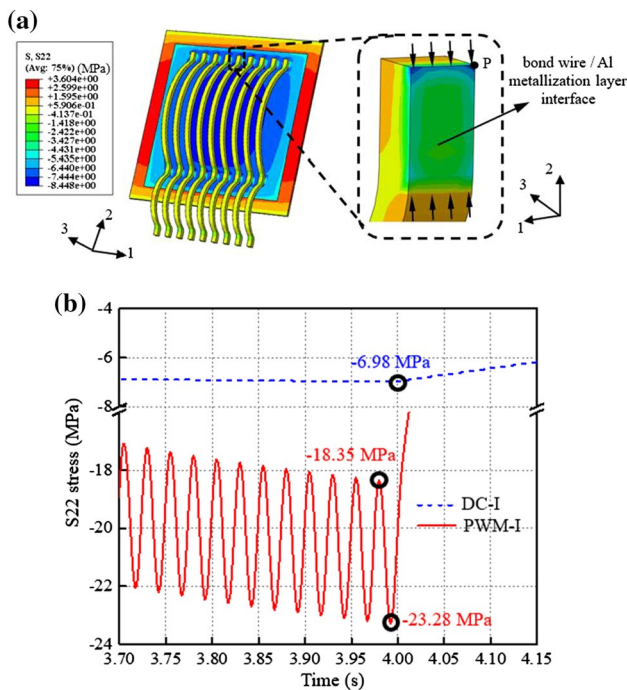 (a)
S, S22
(Avg: 75%) (MPa)
+3.604e+00
+2.599e+00
+1.595e+00
+5.906e-01
-4.137e-01
-1.418e+00
-2.422e+00
-3.427e+00
-4.431e+00
-5.435e+00
-6.440e+00
-7.444e+00
-8.448e+00
3
2
1
P
bond wire / Al
metallization layer
interface
3
2
1
(b)
S22 stress (MPa)
-4
-6
-8
-18
-20
-22
-24
-6.98 MPa
-18.35 MPa
DC-I
PWM-I
-23.28 MPa
3.70 3.75 3.80 3.85 3.90 3.95 4.00 4.05 4.10 4.15
Time (s)